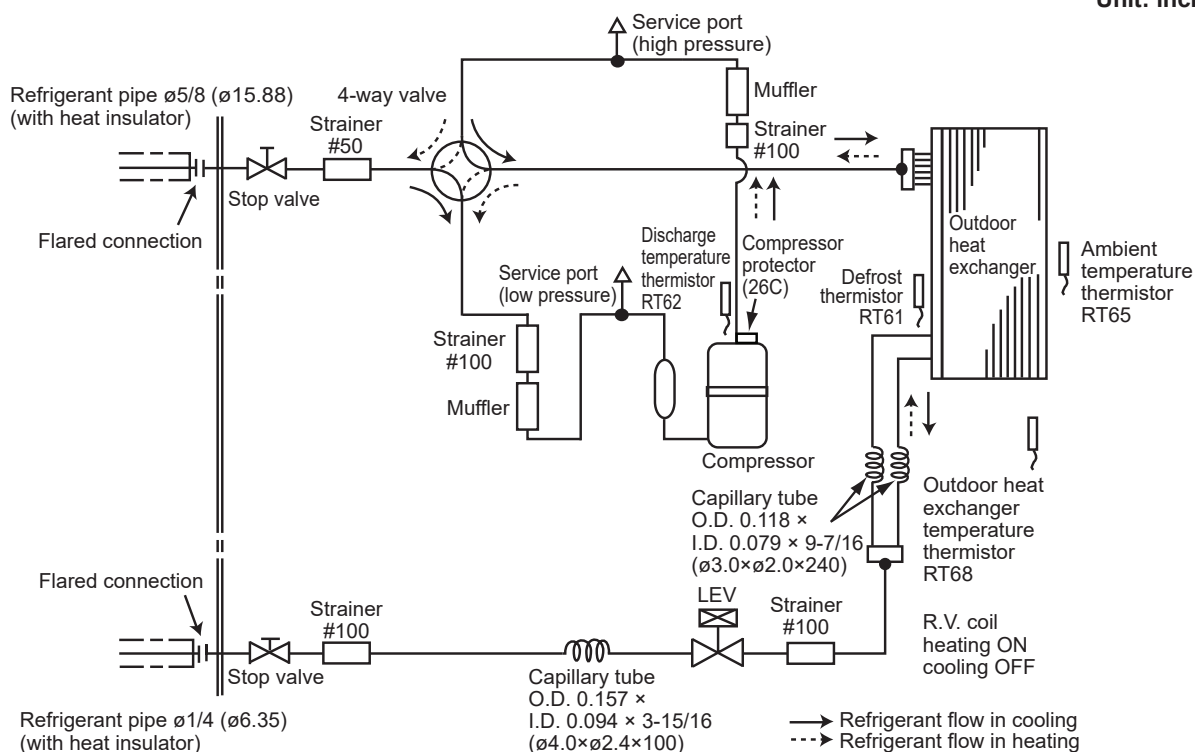 Unit: inch
Service port
(high pressure)
Refrigerant pipe ø5/8 (ø15.88)
(with heat insulator)
4-way valve
Muffler
Strainer
#50
Strainer
#100
Stop valve
Flared connection
Outdoor
heat
exchanger
Discharge
temperature
thermistor
RT62
Compressor
protector
(26C)
Service port
(low pressure)
Defrost
thermistor
RT61
Ambient
temperature
thermistor
RT65
Strainer
#100
Muffler
Compressor
Capillary tube
O.D. 0.118 ×
I.D. 0.079 × 9-7/16
(ø3.0×ø2.0×240)
Outdoor heat
exchanger
temperature
thermistor
RT68
Flared connection
Strainer
#100
LEV
Strainer
#100
R.V. coil
heating ON
cooling OFF
Stop valve
Capillary tube
O.D. 0.157 ×
I.D. 0.094 × 3-15/16
(ø4.0×ø2.4×100)
Refrigerant pipe ø1/4 (ø6.35)
(with heat insulator)
Refrigerant flow in cooling
Refrigerant flow in heating